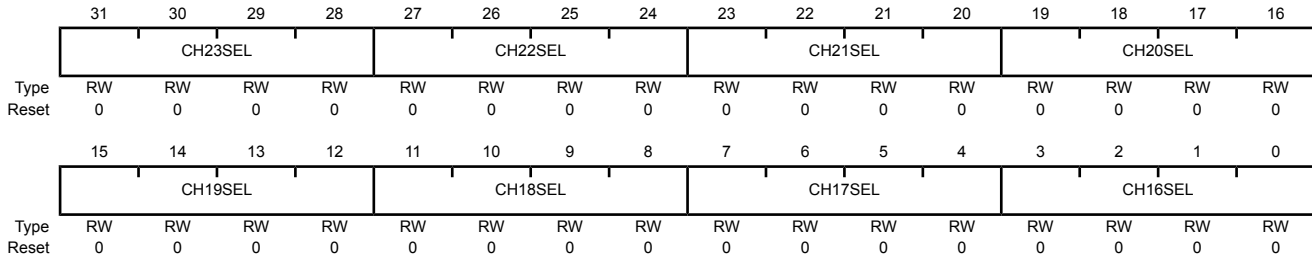 31 30 29 28 27 26 25 24 23 22 21 20 19 18 17 16
CH23SEL CH22SEL CH21SEL CH20SEL
Type RW RW RW RW RW RW RW RW RW RW RW RW RW RW RW RW
Reset 0 0 0 0 0 0 0 0 0 0 0 0 0 0 0 0
15 14 13 12 11 10 9 8 7 6 5 4 3 2 1 0
CH19SEL CH18SEL CH17SEL CH16SEL
Type RW RW RW RW RW RW RW RW RW RW RW RW RW RW RW RW
Reset 0 0 0 0 0 0 0 0 0 0 0 0 0 0 0 0